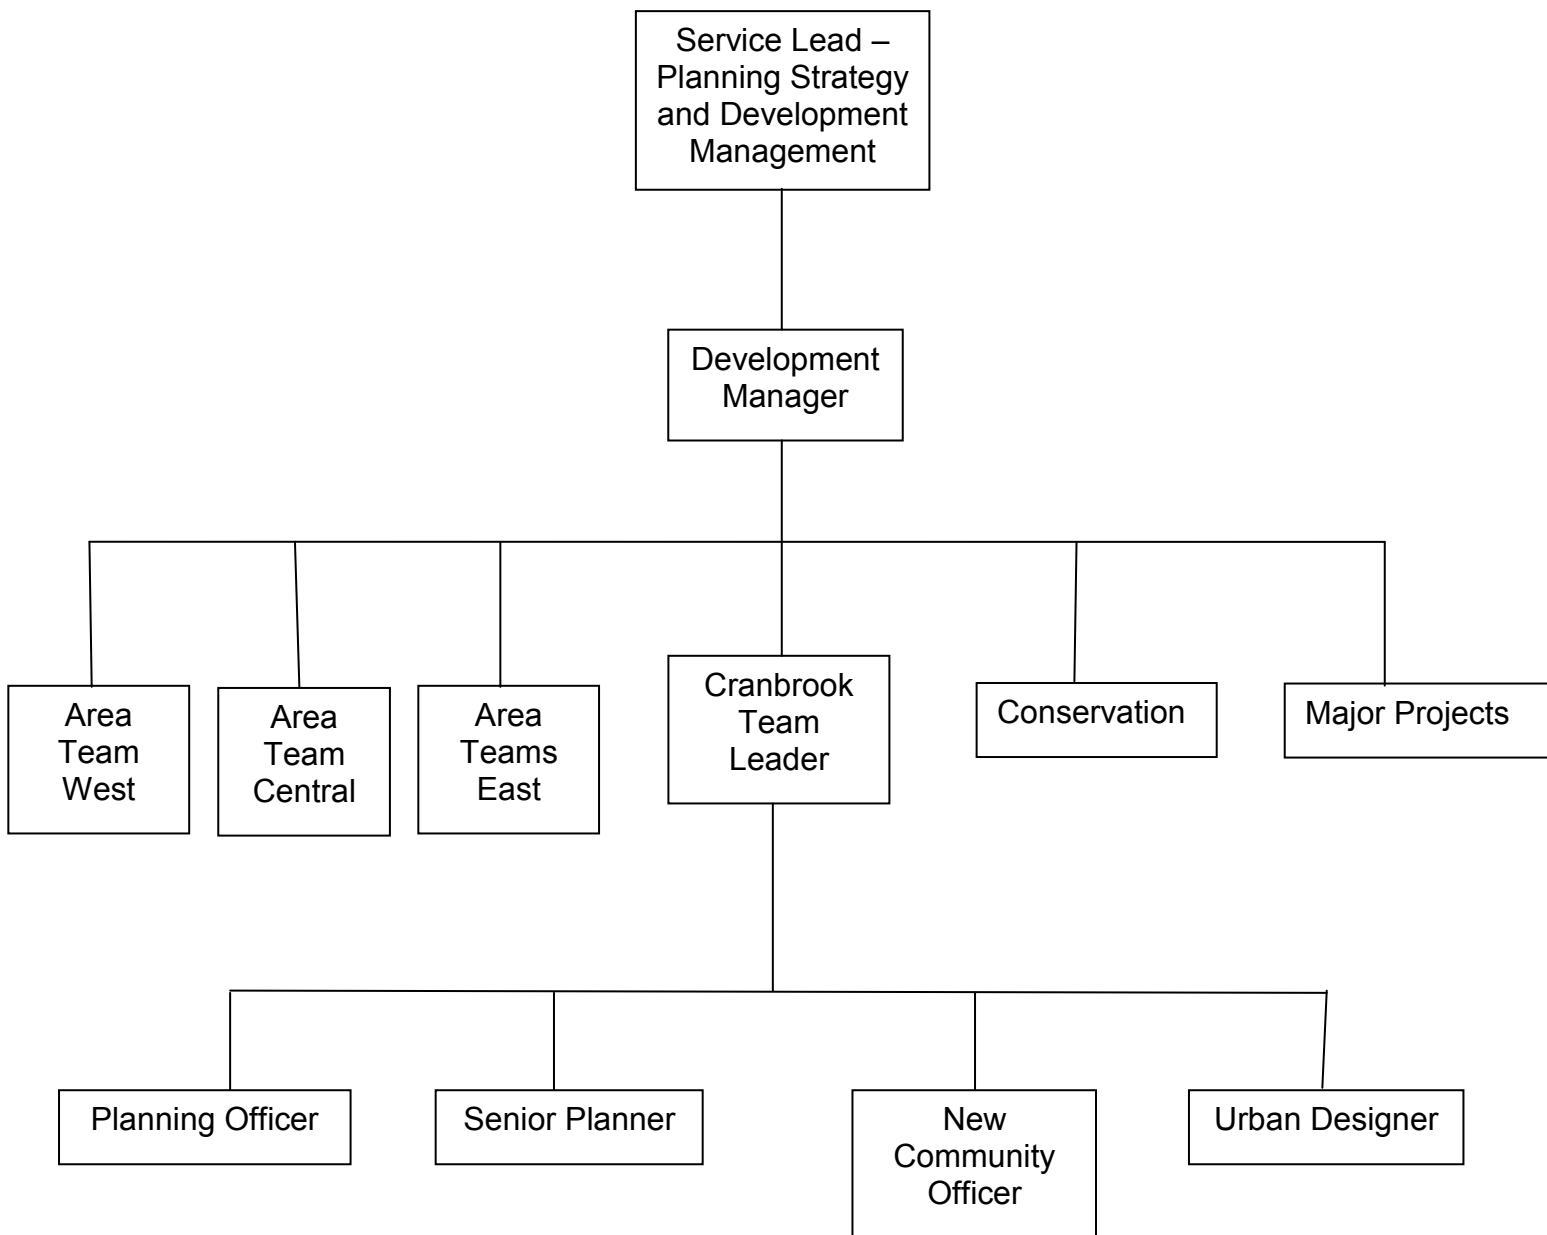 Service Lead –
Planning Strategy
and Development
Management
Development
Manager
Area
Team
West
Area
Team
Central
Area
Teams
East
Cranbrook
Team
Leader
Conservation
Major Projects
Planning Officer
Senior Planner
New
Community
Officer
Urban Designer